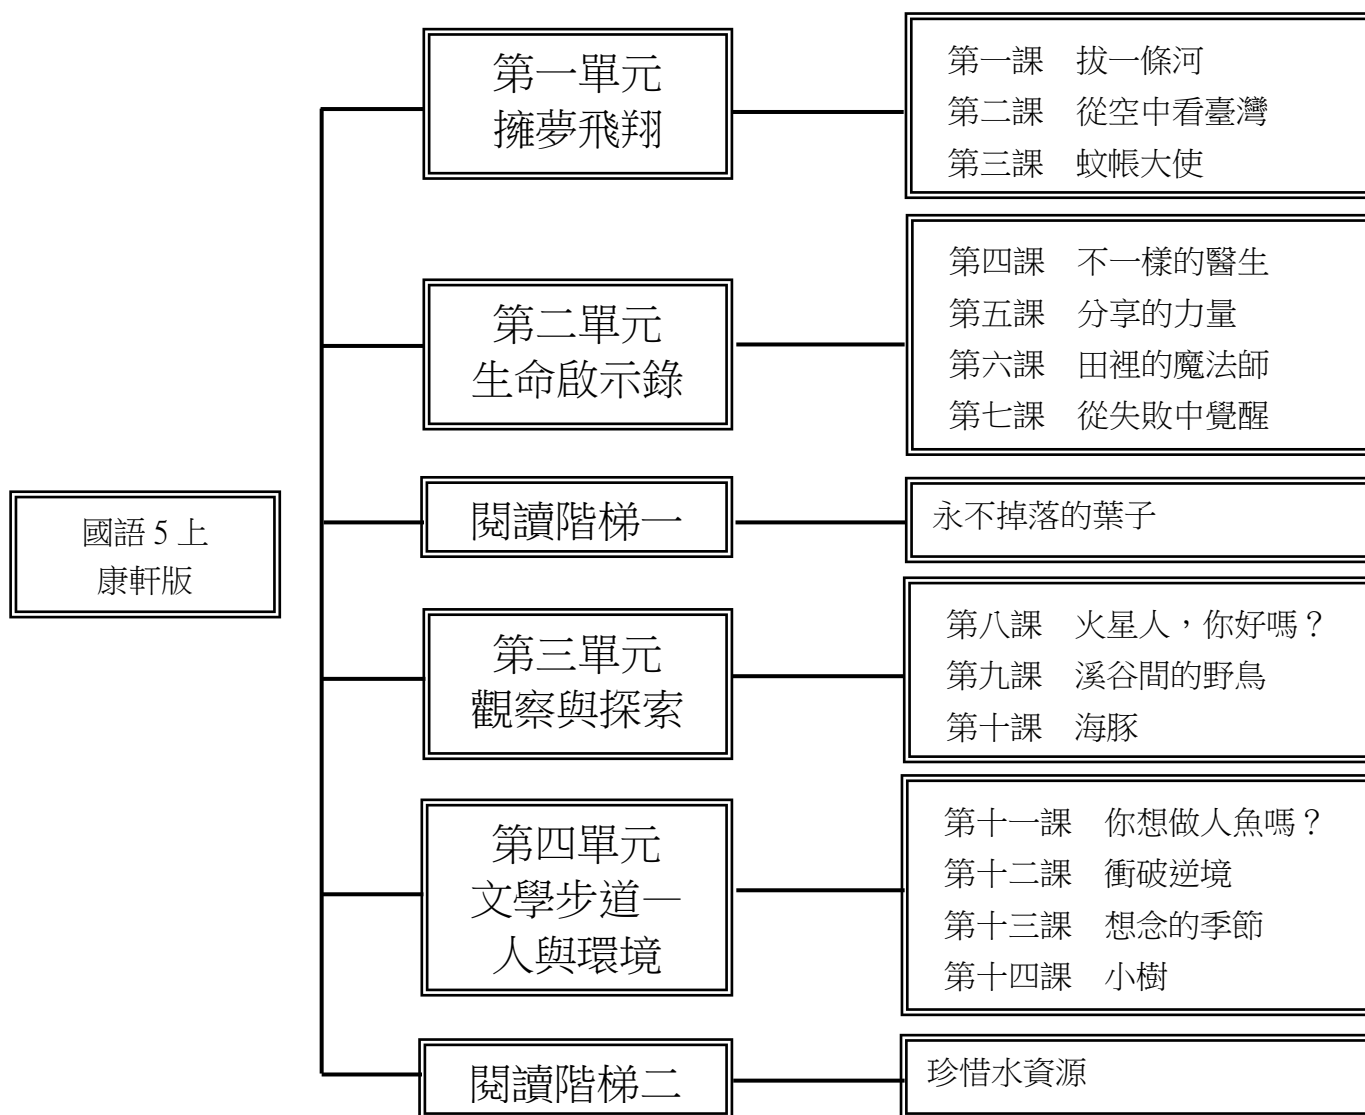 國語 5 上
康軒版
第一單元
擁夢飛翔
第一課　拔一條河
第二課　從空中看臺灣
第三課　蚊帳大使
第二單元
生命啟示錄
第四課　不一樣的醫生
第五課　分享的力量
第六課　田裡的魔法師
第七課　從失敗中覺醒
閱讀階梯一
永不掉落的葉子
第三單元
觀察與探索
第八課　火星人，你好嗎？
第九課　溪谷間的野鳥
第十課　海豚
第四單元
文學步道—
人與環境
第十一課　你想做人魚嗎？
第十二課　衝破逆境
第十三課　想念的季節
第十四課　小樹
閱讀階梯二
珍惜水資源